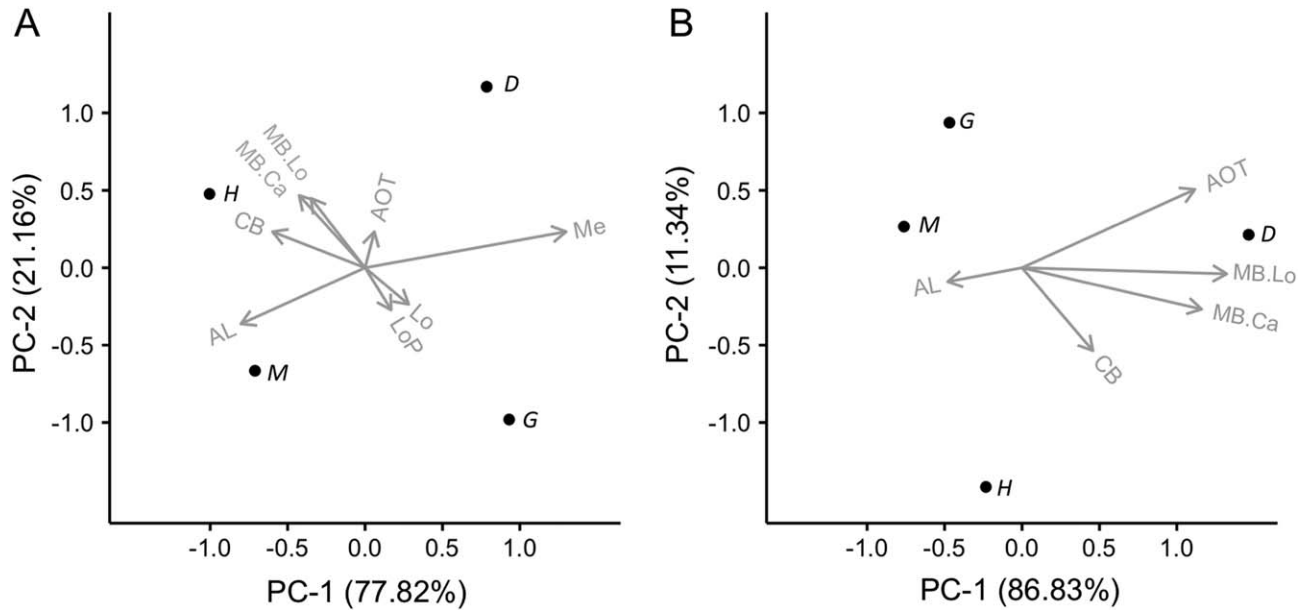 A
1.0
0.5
0.0
-0.5
-1.0
PC-2 (21.16%)
D
H
M
G
MB.Lo
MB.Ca
CB
AL
AOT
Me
Lo
LoP
-1.0
-0.5
0.0
0.5
1.0
PC-1 (77.82%)
B
1.0
0.5
0.0
-0.5
-1.0
PC-2 (11.34%)
G
M
D
H
AOT
AL
MB.Lo
MB.Ca
CB
-1.0
-0.5
0.0
0.5
1.0
PC-1 (86.83%)